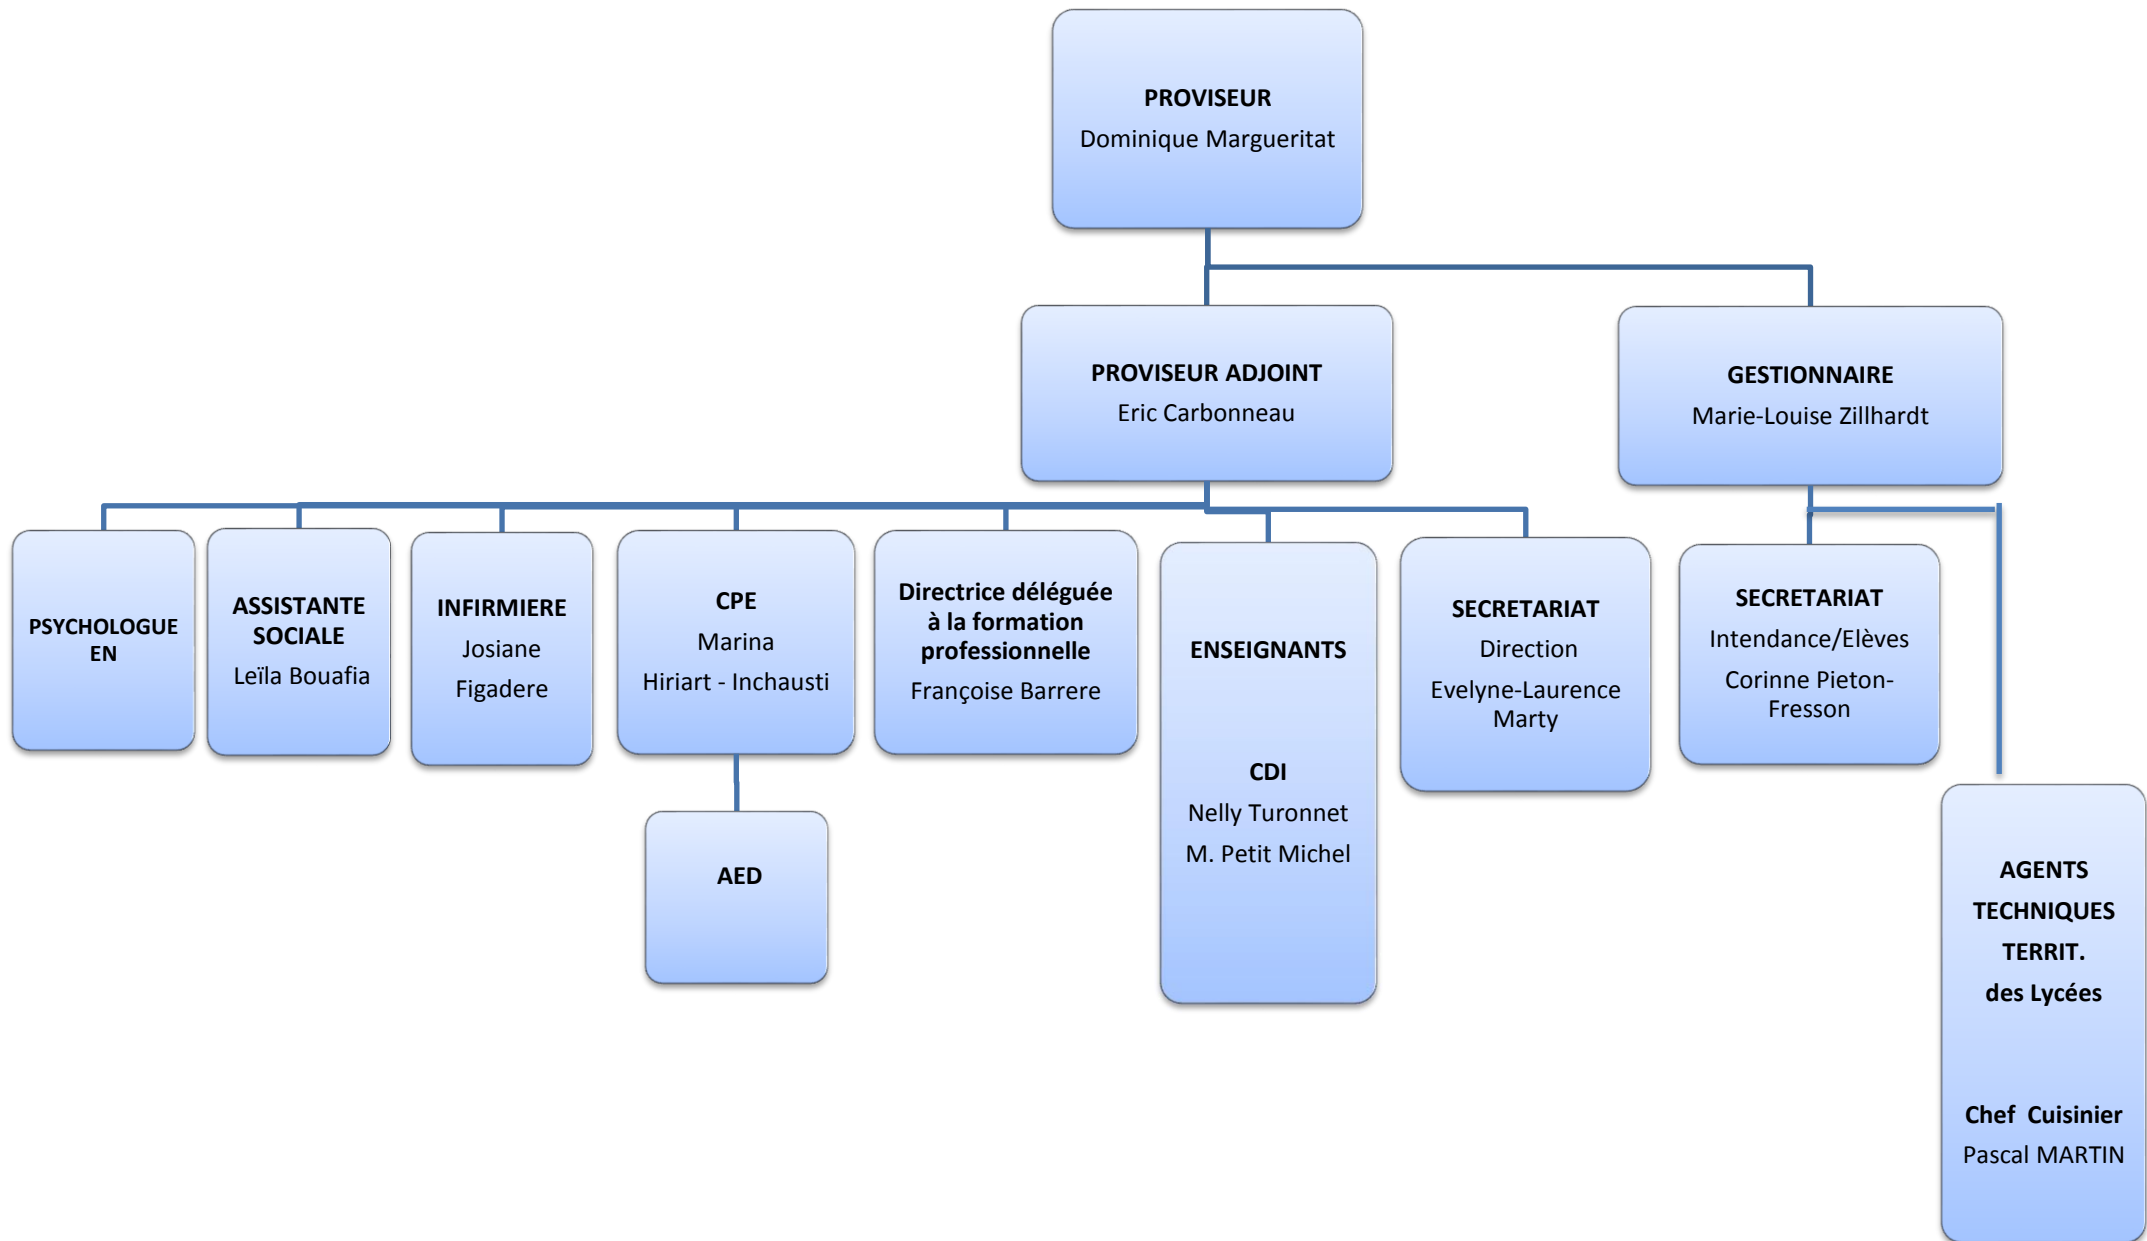 PROVISEUR
Dominique Margueritat
PROVISEUR ADJOINT
Eric Carbonneau
GESTIONNAIRE
Marie-Louise Zillhardt
PSYCHOLOGUE
EN
ASSISTANTE
SOCIALE
Leïla Bouafia
INFIRMIERE
Josiane
Figadere
CPE
Marina
Hiriart - Inchausti
Directrice déléguée
à la formation
professionnelle
Françoise Barrere
ENSEIGNANTS
CDI
Nelly Turonnet
M. Petit Michel
SECRETARIAT
Direction
Evelyne-Laurence
Marty
SECRETARIAT
Intendance/Elèves
Corinne Pieton-
Fresson
AED
AGENTS
TECHNIQUES
TERRIT.
des Lycées
Chef  Cuisinier
Pascal MARTIN